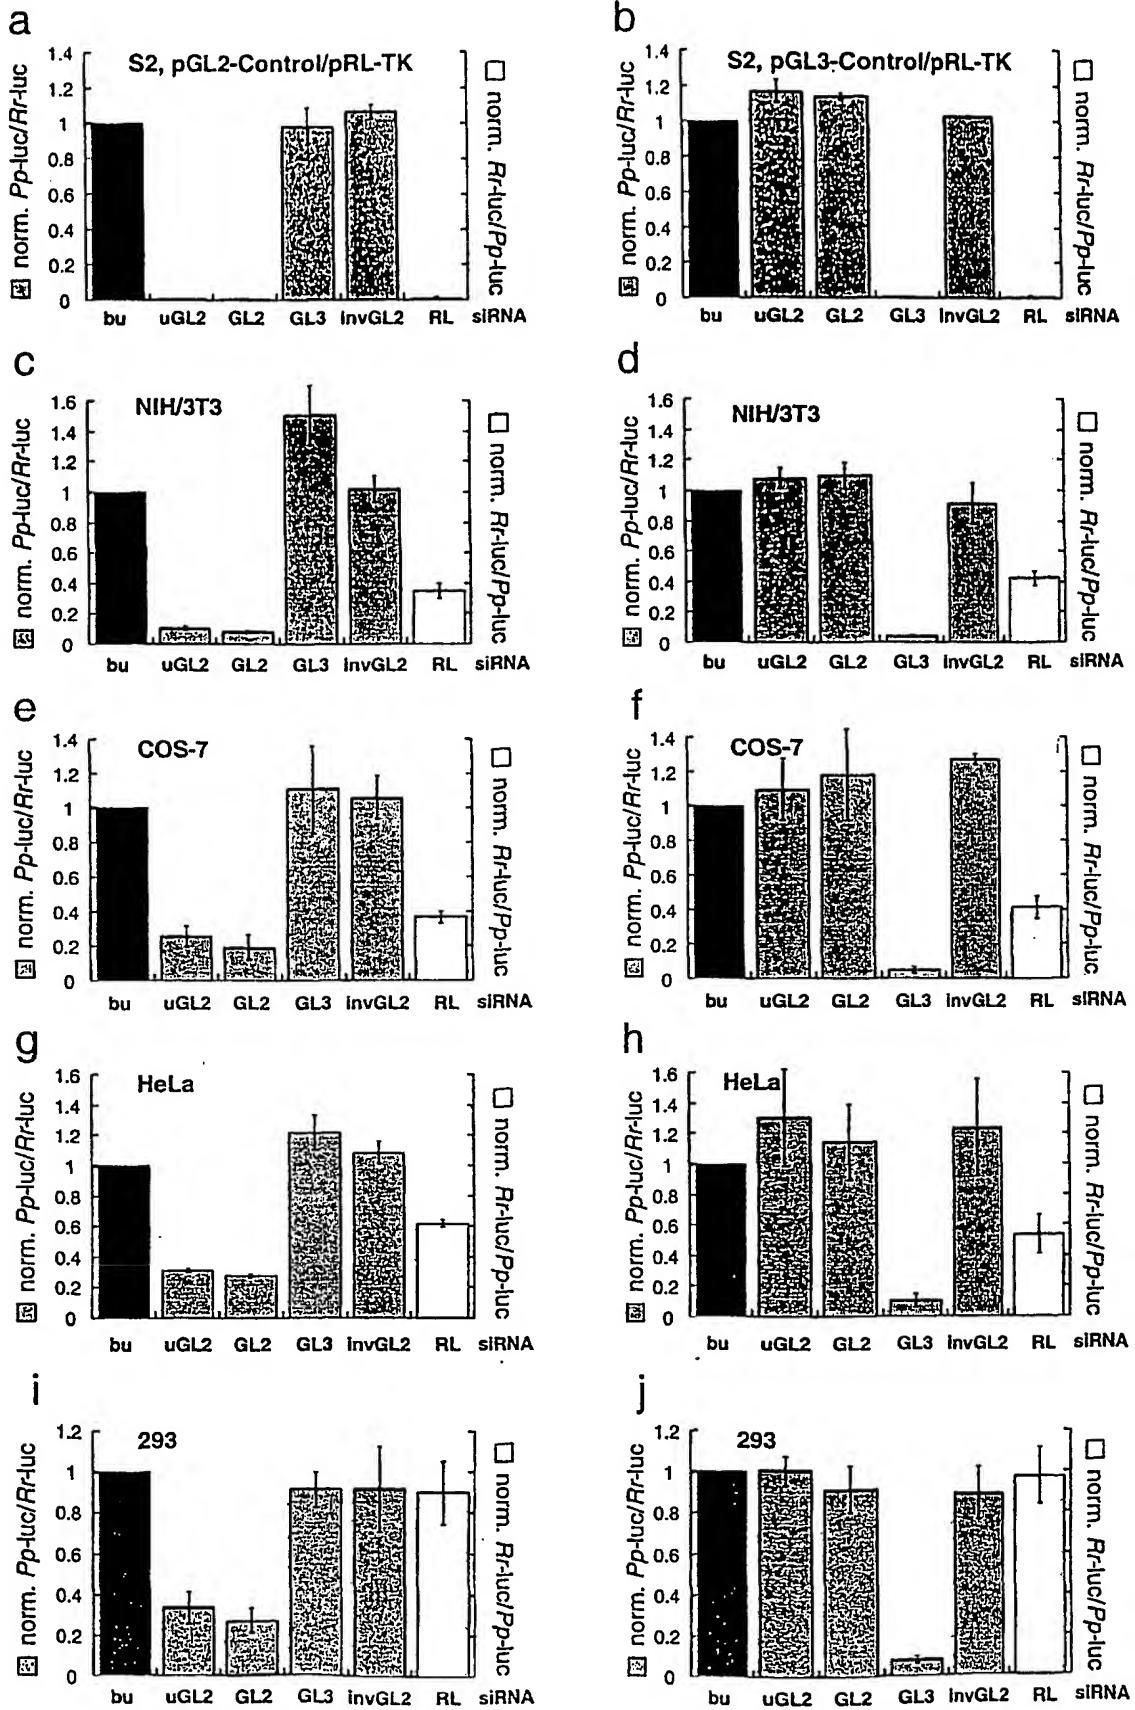 a
S2, pGL2-Control/pRL-TK
norm. Pp-luc/Rr-luc
1.4
1.2
1
0.8
0.6
0.4
0.2
0
norm. Rr-luc/Pp-luc
bu uGL2 GL2 GL3 invGL2 RL siRNA
b
S2, pGL3-Control/pRL-TK
norm. Pp-luc/Rr-luc
1.4
1.2
1
0.8
0.6
0.4
0.2
0
norm. Rr-luc/Pp-luc
bu uGL2 GL2 GL3 invGL2 RL siRNA
c
NIH/3T3
norm. Pp-luc/Rr-luc
1.6
1.4
1.2
1
0.8
0.6
0.4
0.2
0
norm. Rr-luc/Pp-luc
bu uGL2 GL2 GL3 invGL2 RL siRNA
d
NIH/3T3
norm. Pp-luc/Rr-luc
1.6
1.4
1.2
1
0.8
0.6
0.4
0.2
0
norm. Rr-luc/Pp-luc
bu uGL2 GL2 GL3 invGL2 RL siRNA
e
COS-7
norm. Pp-luc/Rr-luc
1.4
1.2
1
0.8
0.6
0.4
0.2
0
norm. Rr-luc/Pp-luc
bu uGL2 GL2 GL3 invGL2 RL siRNA
f
COS-7
norm. Pp-luc/Rr-luc
1.4
1.2
1
0.8
0.6
0.4
0.2
0
norm. Rr-luc/Pp-luc
bu uGL2 GL2 GL3 invGL2 RL siRNA
g
HeLa
norm. Pp-luc/Rr-luc
1.6
1.4
1.2
1
0.8
0.6
0.4
0.2
0
norm. Rr-luc/Pp-luc
bu uGL2 GL2 GL3 invGL2 RL siRNA
h
HeLa
norm. Pp-luc/Rr-luc
1.6
1.4
1.2
1
0.8
0.6
0.4
0.2
0
norm. Rr-luc/Pp-luc
bu uGL2 GL2 GL3 invGL2 RL siRNA
i
293
norm. Pp-luc/Rr-luc
1.2
1
0.8
0.6
0.4
0.2
0
norm. Rr-luc/Pp-luc
bu uGL2 GL2 GL3 invGL2 RL siRNA
j
293
norm. Pp-luc/Rr-luc
1.2
1
0.8
0.6
0.4
0.2
0
norm. Rr-luc/Pp-luc
bu uGL2 GL2 GL3 invGL2 RL siRNA